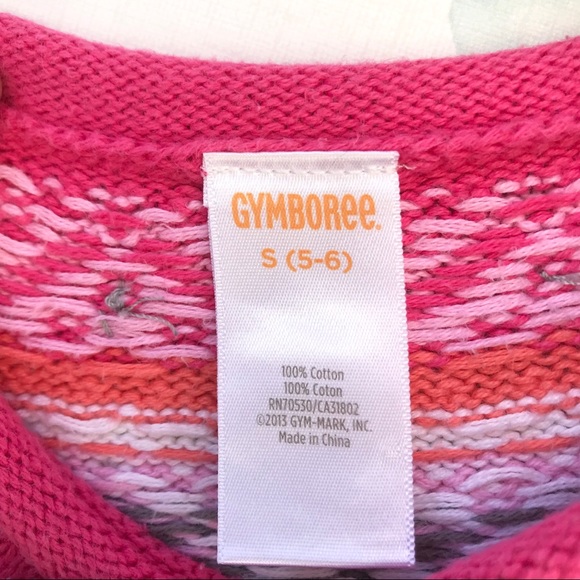 GYMBOREE.
S (5-6)
100% Cotton
100% Coton
RN70530/CA31802
©2013 GYM-MARK, INC.
Made in China